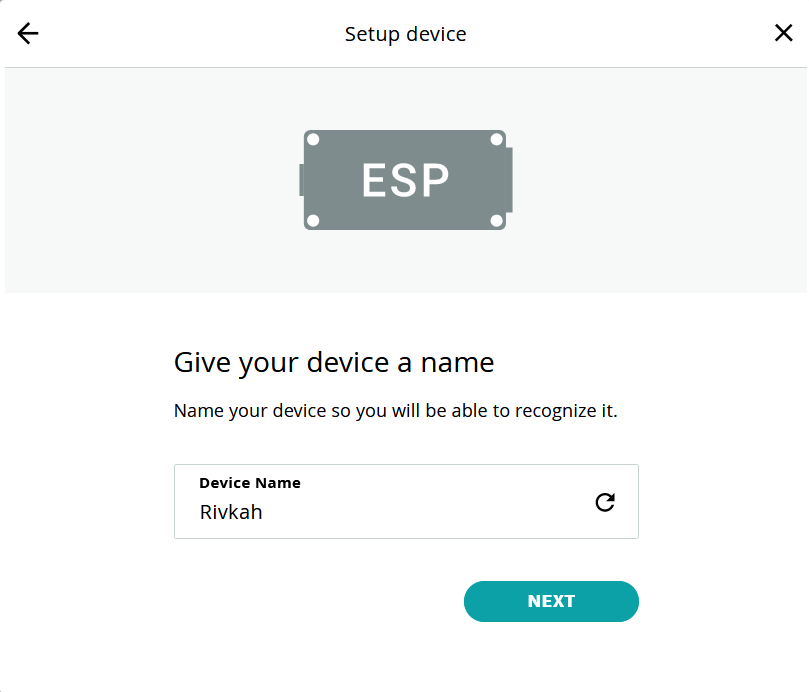 Setup device
ESP
Give your device a name
Name your device so you will be able to recognize it.
Device Name
Rivkah
NEXT